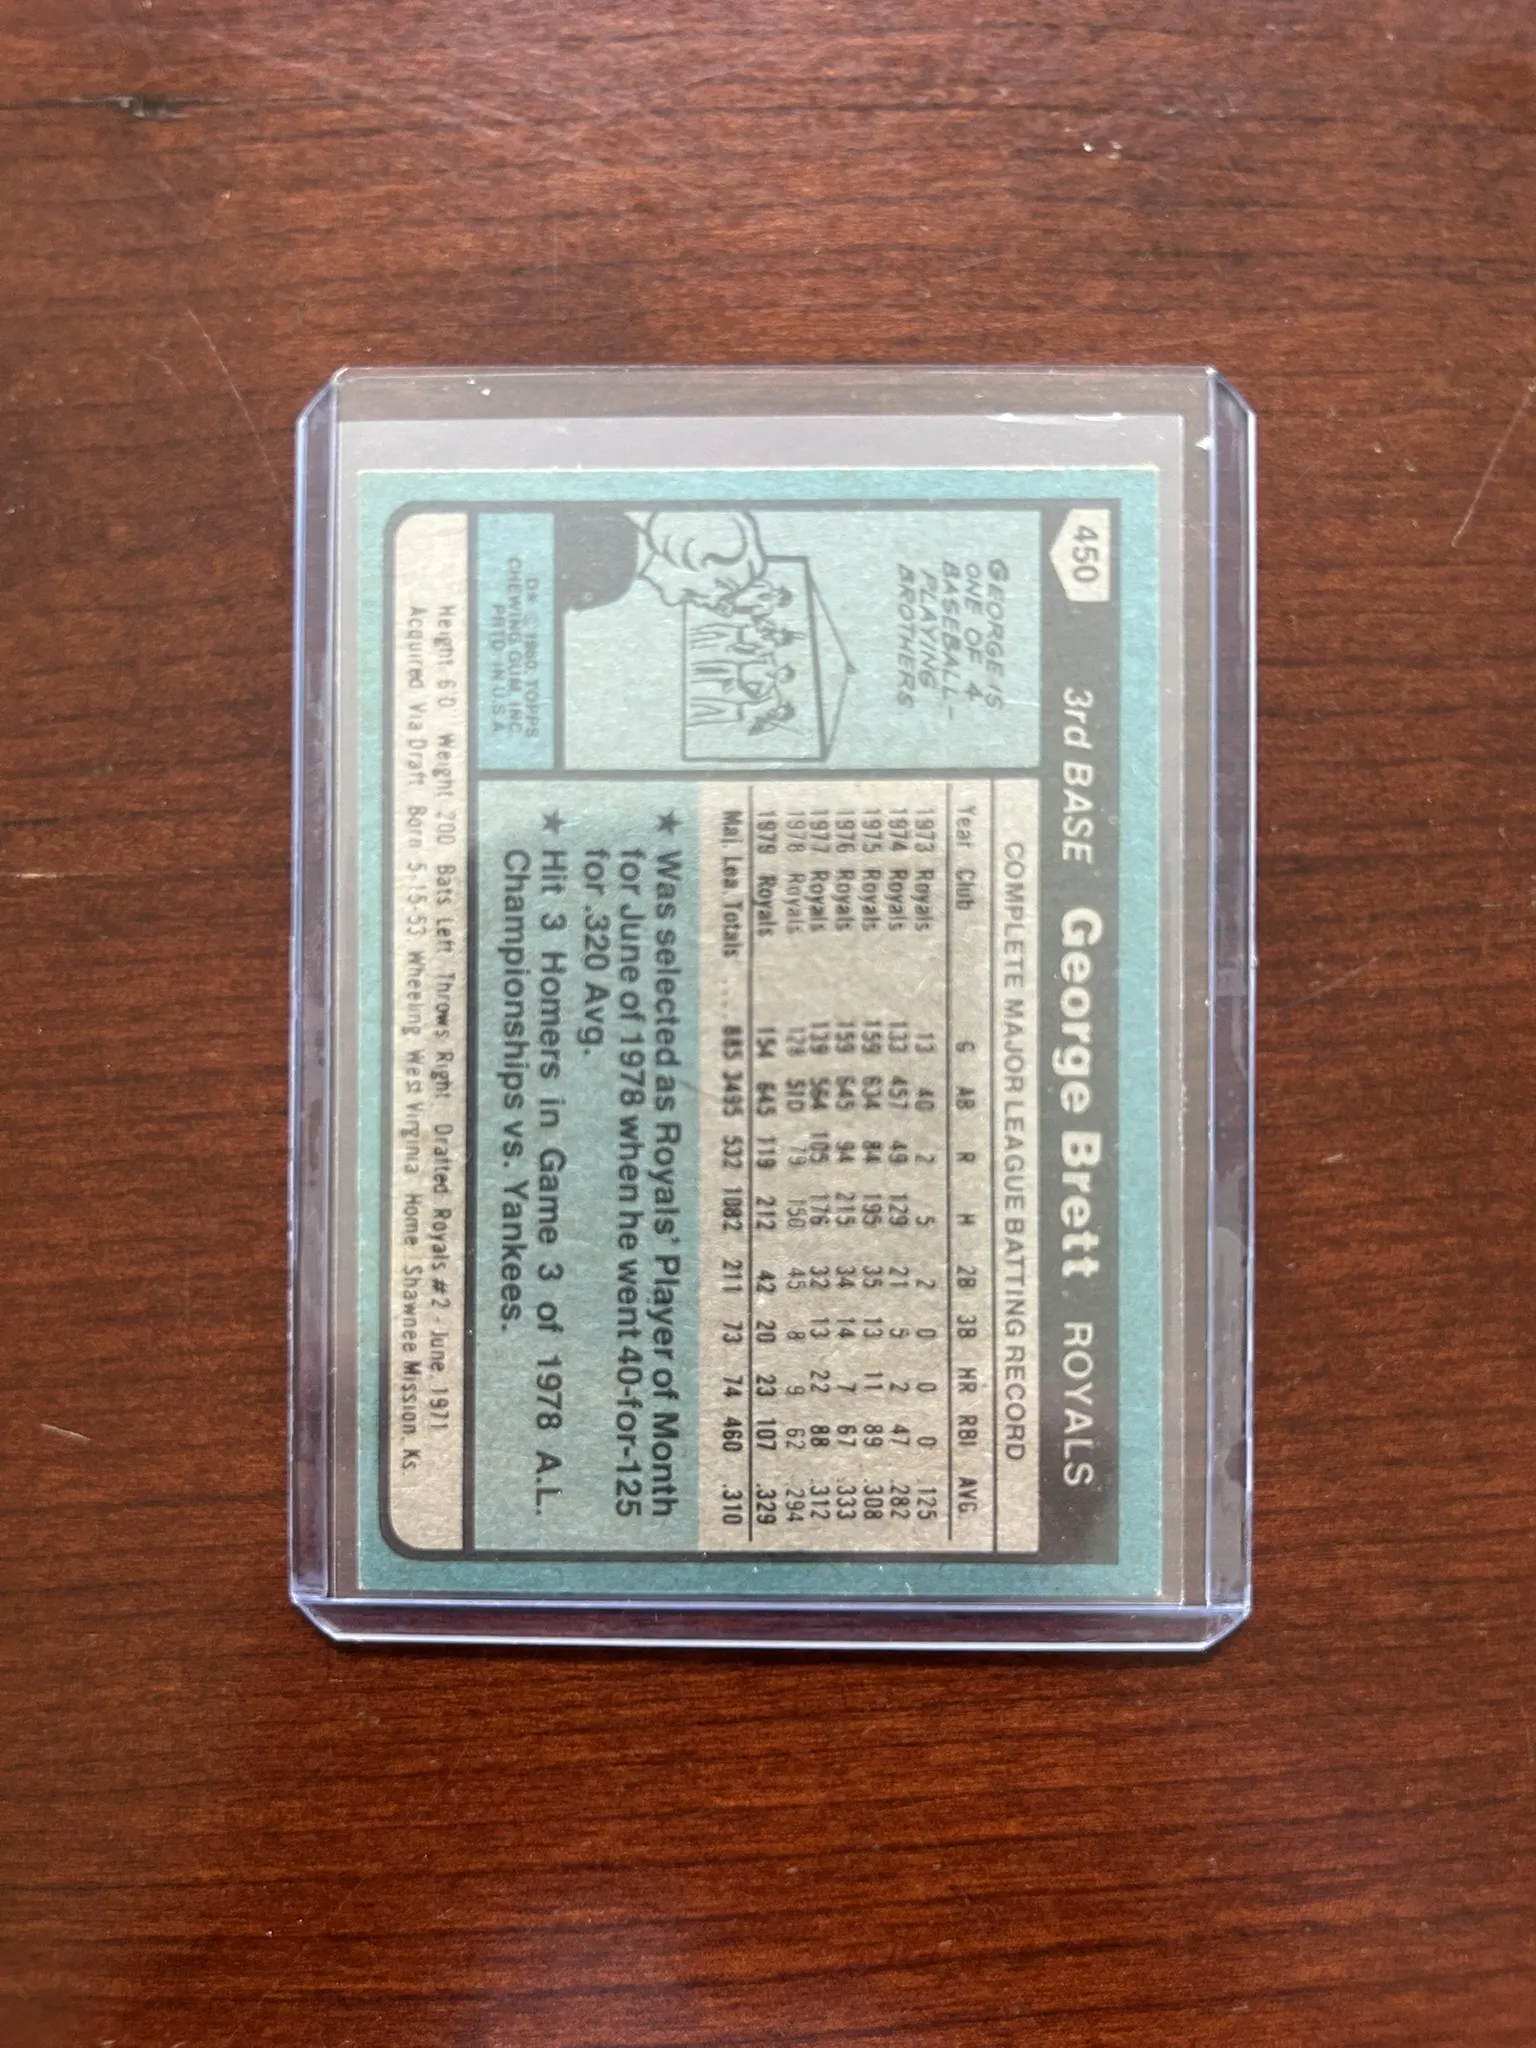 450
3rd BASE George Brett ROYALS
GEORGE IS
ONE OF 4
BASEBALL-
PLAYING
BROTHERS.
D* © 1980, TOPPS
CHEWING GUM, INC.
PRTD. IN U.S.A.
COMPLETE MAJOR LEAGUE BATTING RECORD
Year Club G AB R H 2B 3B HR RBI AVG.
1973 Royals 13 40 2 5 2 0 0 0 .125
1974 Royals 133 457 49 129 21 5 2 47 .282
1975 Royals 159 634 84 195 35 13 11 89 .308
1976 Royals 159 645 94 215 34 14 7 67 .333
1977 Royals 139 564 105 176 32 13 22 88 .312
1978 Royals 128 510 79 150 45 8 9 62 .294
1979 Royals 154 645 119 212 42 20 23 107 .329
Maj. Lea. Totals .... 885 3495 532 1082 211 73 74 460 .310
★ Was selected as Royals' Player of Month
for June of 1978 when he went 40-for-125
for .320 Avg.
★ Hit 3 Homers in Game 3 of 1978 A.L.
Championships vs. Yankees.
Height 6'0" Weight 200 Bats Left Throws Right Drafted Royals #2 - June, 1971
Acquired Via Draft Born 5-15-53 Wheeling, West Virginia Home Shawnee Mission, Ks.